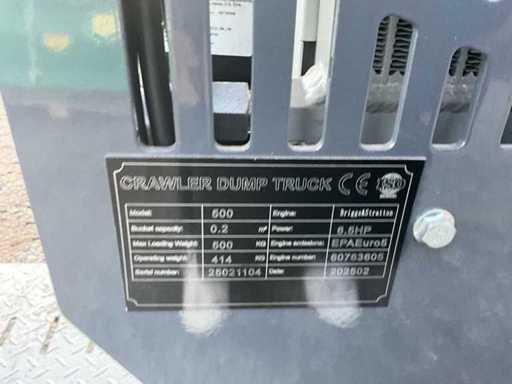 CRAWLER DUMP TRUCK CE ISO
Model: 500 Engine: Briggs&Stratton
Bucket capacity: 0.2 m³ Power: 6.5HP
Max Loading Weight: 500 KG Engine emissions: EPAEuro5
Operating weight: 414 KG Engine number: 60763605
Serial number: 25021104 Date: 202502